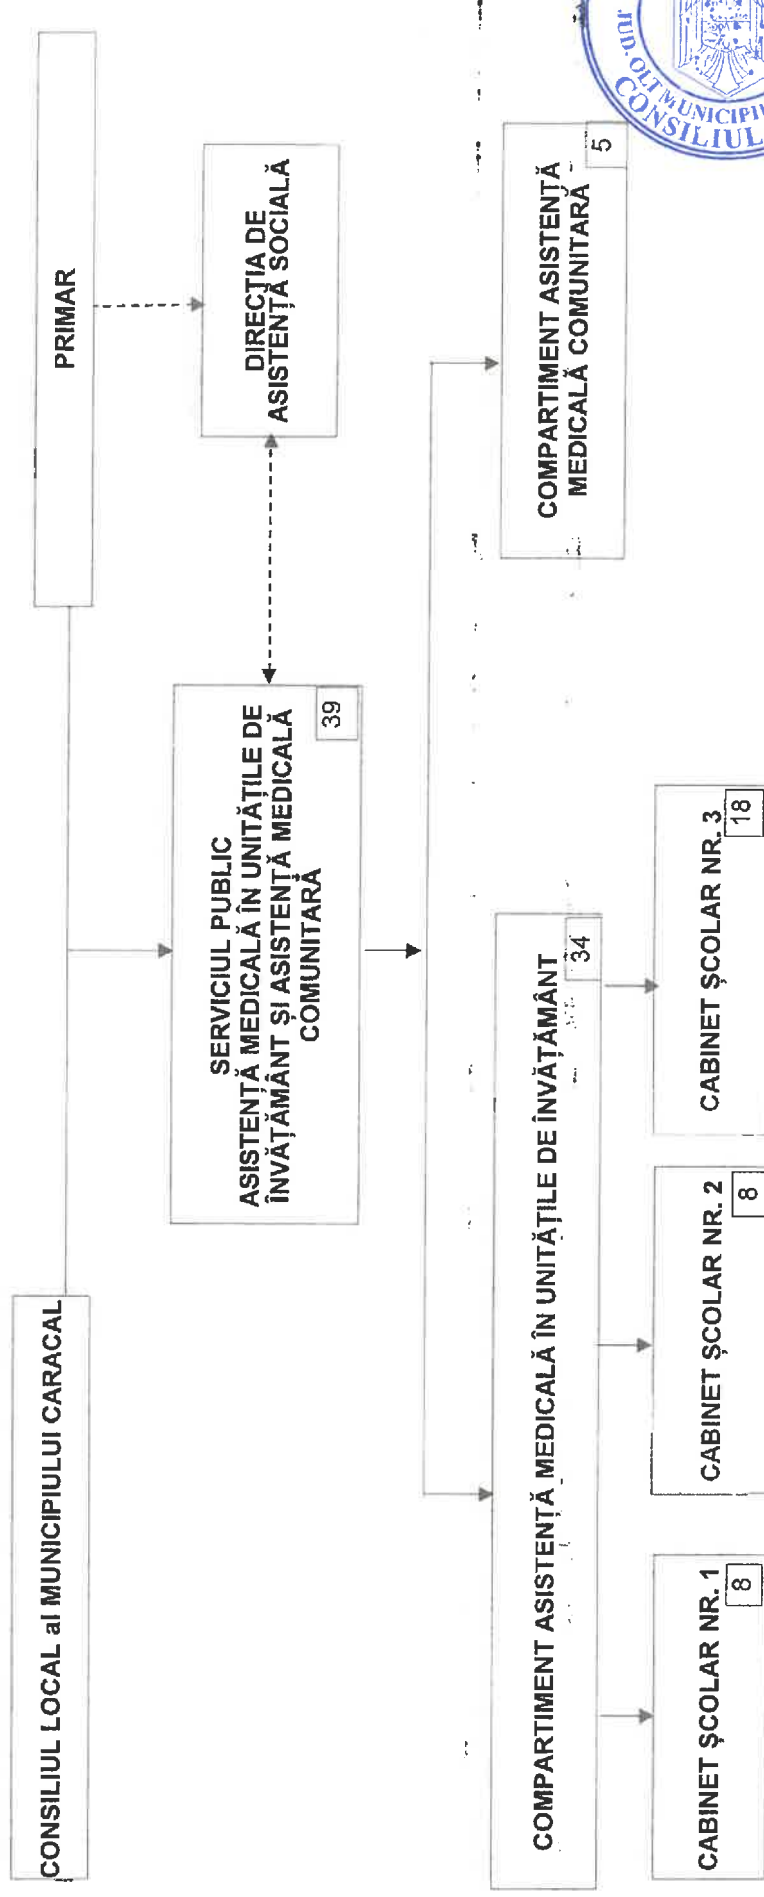 CONSILIUL LOCAL al MUNICIPIULUI CARACAL
PRIMAR
SERVICIUL PUBLIC
ASISTENȚĂ MEDICALĂ ÎN UNITĂȚILE DE
ÎNVĂȚĂMÂNT ȘI ASISTENȚĂ MEDICALĂ
COMUNITARĂ
39
DIRECȚIA DE
ASISTENȚĂ SOCIALĂ
COMPARTIMENT ASISTENȚĂ MEDICALĂ ÎN UNITĂȚILE DE ÎNVĂȚĂMÂNT
34
COMPARTIMENT ASISTENȚĂ
MEDICALĂ COMUNITARĂ
5
CABINET ȘCOLAR NR. 1
8
CABINET ȘCOLAR NR. 2
8
CABINET ȘCOLAR NR. 3
18
JUD. OLT MUNICIPIU
CONSILIUL